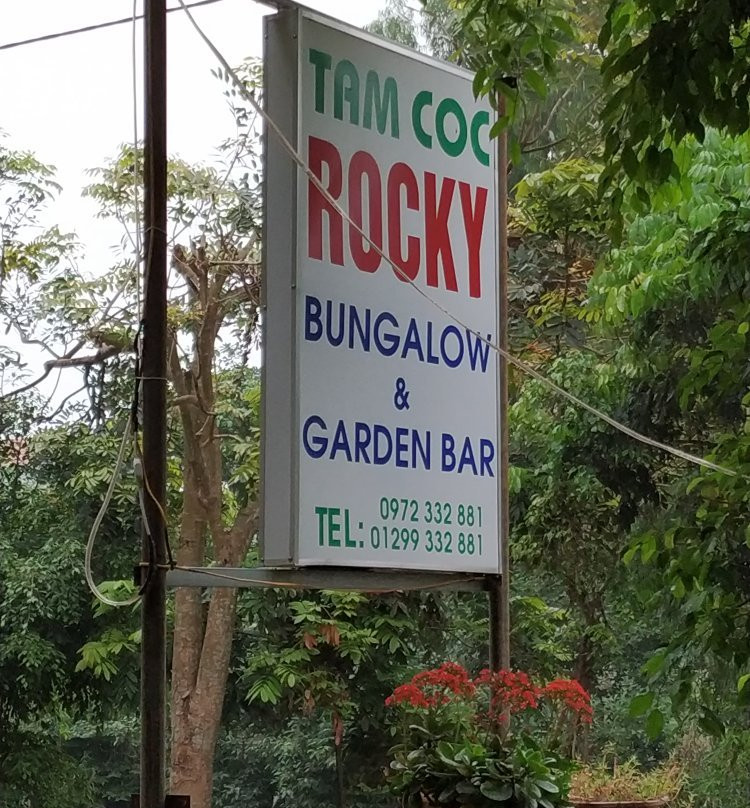 TAM COC
ROCKY
BUNGALOW
&
GARDEN BAR
TEL: 0972 332 881
01299 332 881